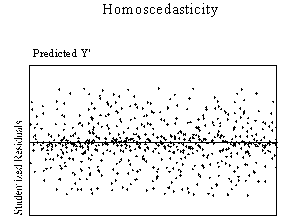 Homoscedasticity
Predicted Y'
Studentized Residuals